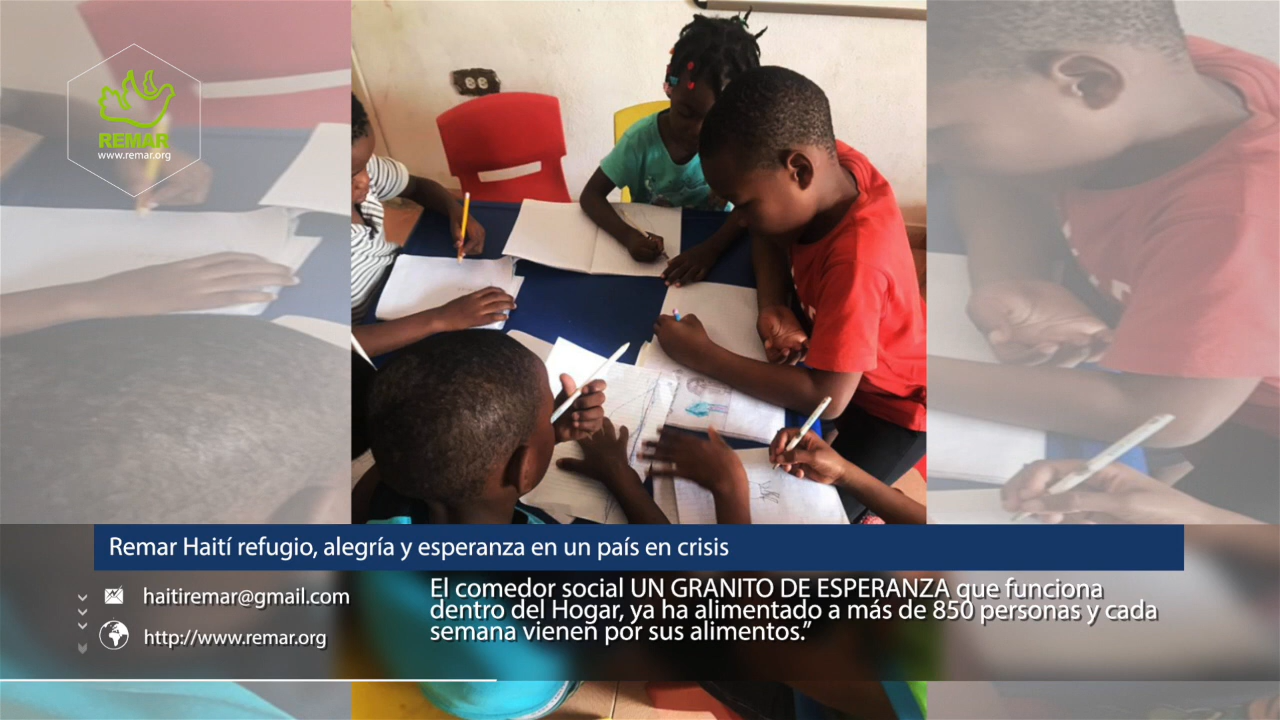 REMAR
www.remar.org
Remar Haití refugio, alegría y esperanza en un país en crisis
haitiremar@gmail.com
http://www.remar.org
El comedor social UN GRANITO DE ESPERANZA que funciona
dentro del Hogar, ya ha alimentado a más de 850 personas y cada
semana vienen por sus alimentos.”